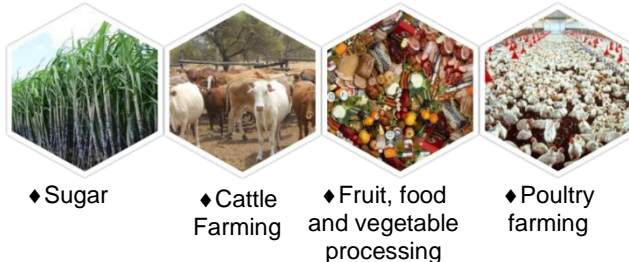 ♦Sugar
♦Cattle
Farming
♦Fruit, food
and vegetable
processing
♦Poultry
farming